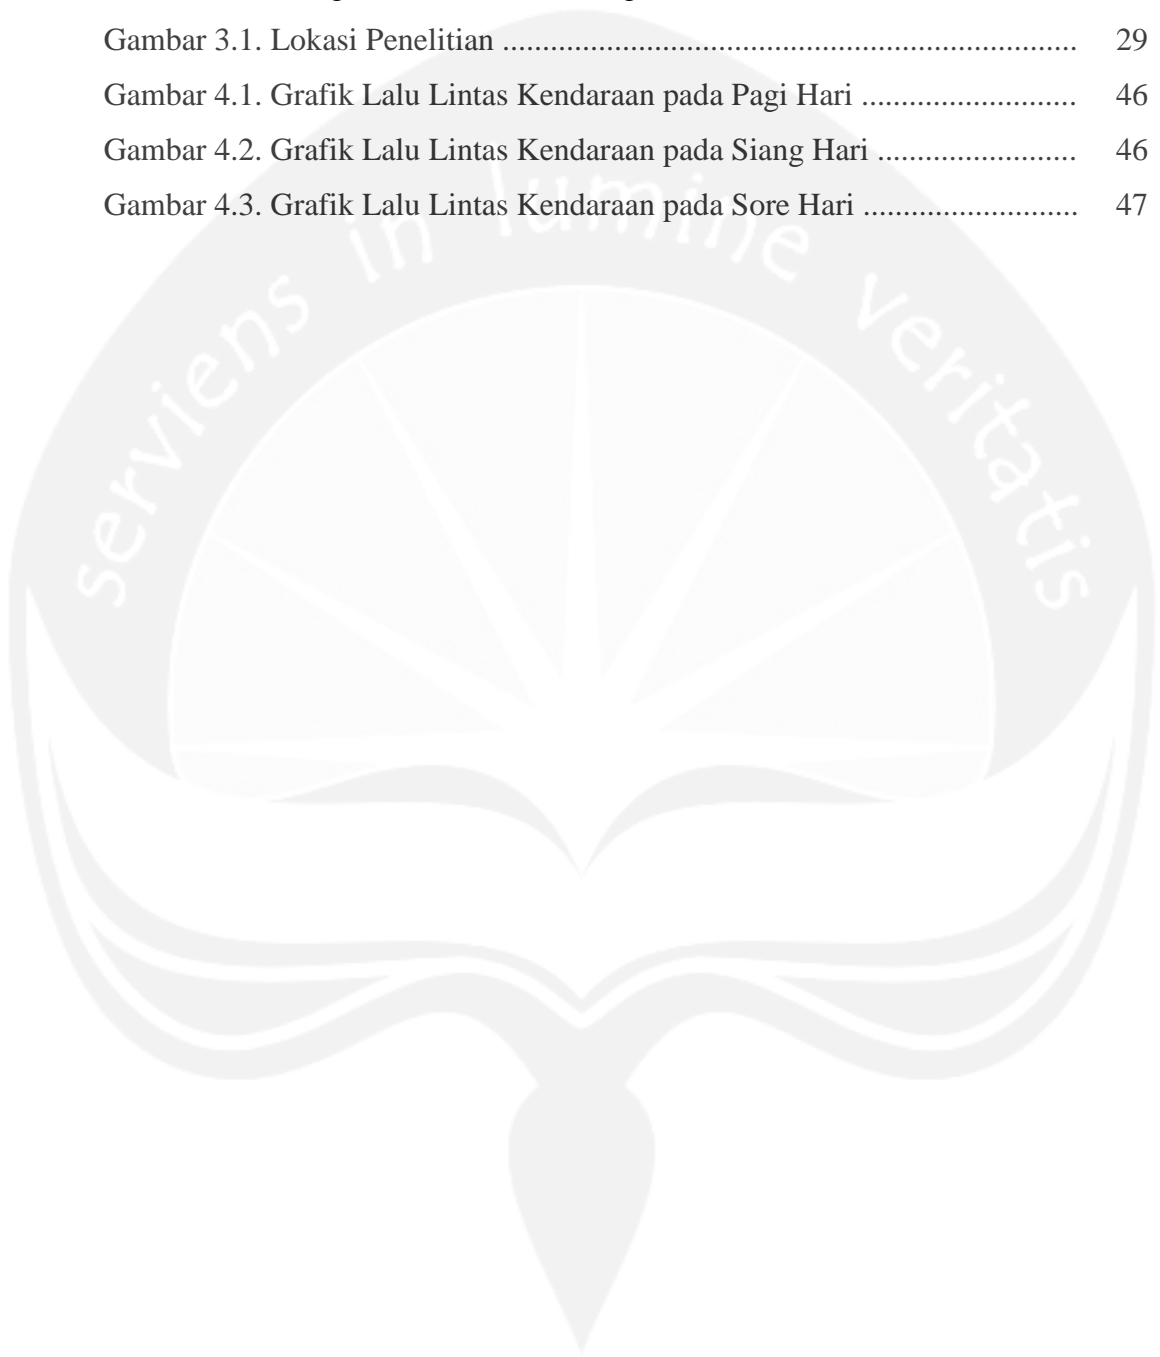 Gambar 3.1. Lokasi Penelitian ........................................................................ 29
Gambar 4.1. Grafik Lalu Lintas Kendaraan pada Pagi Hari ........................... 46
Gambar 4.2. Grafik Lalu Lintas Kendaraan pada Siang Hari ......................... 46
Gambar 4.3. Grafik Lalu Lintas Kendaraan pada Sore Hari ........................... 47
serviens in lumine veritatis